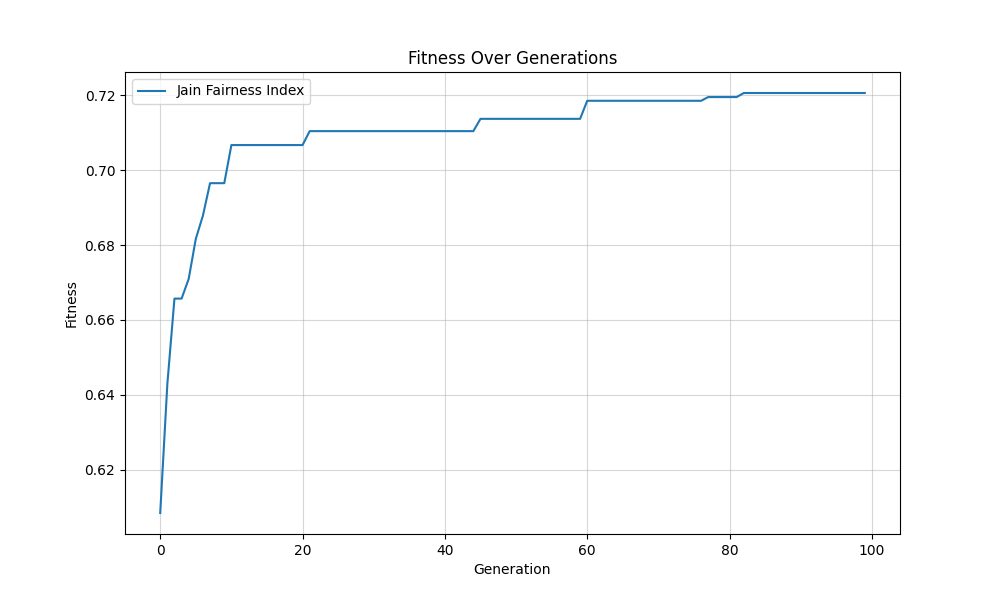 Fitness Over Generations
Jain Fairness Index
0.72
0.70
0.68
0.66
0.64
0.62
Fitness
0 20 40 60 80 100
Generation